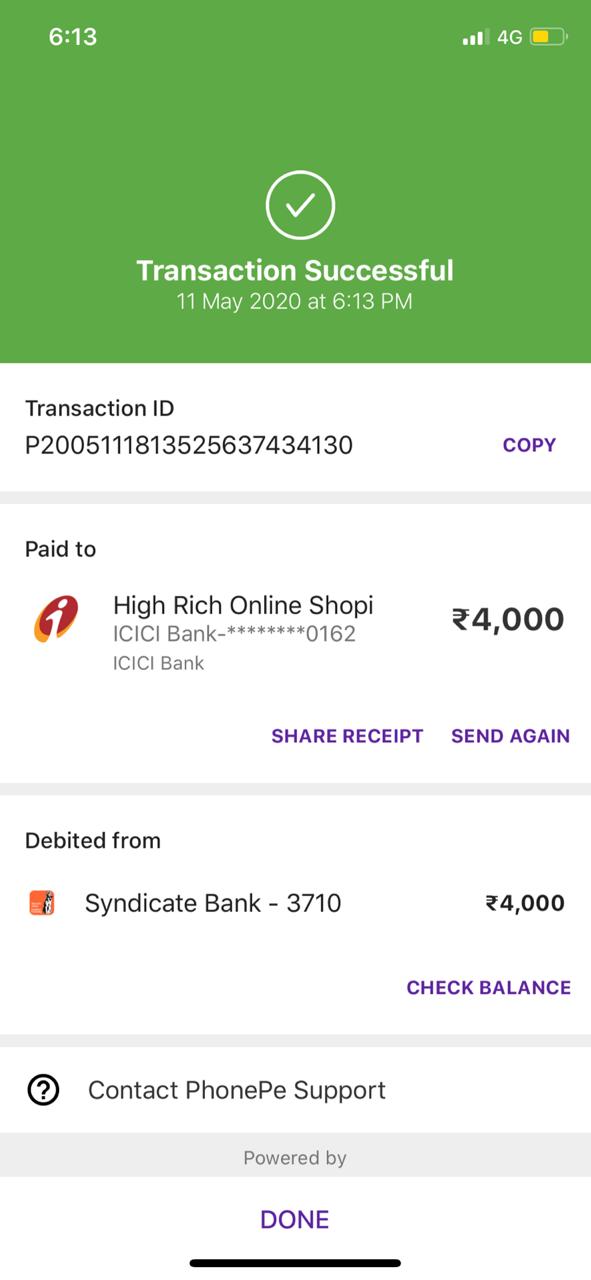 6:13
4G
Transaction Successful
11 May 2020 at 6:13 PM
Transaction ID
P2005111813525637434130
COPY
Paid to
High Rich Online Shopi
₹4,000
ICICI Bank-********0162
ICICI Bank
SHARE RECEIPT SEND AGAIN
Debited from
Syndicate Bank - 3710
₹4,000
CHECK BALANCE
Contact PhonePe Support
Powered by
DONE